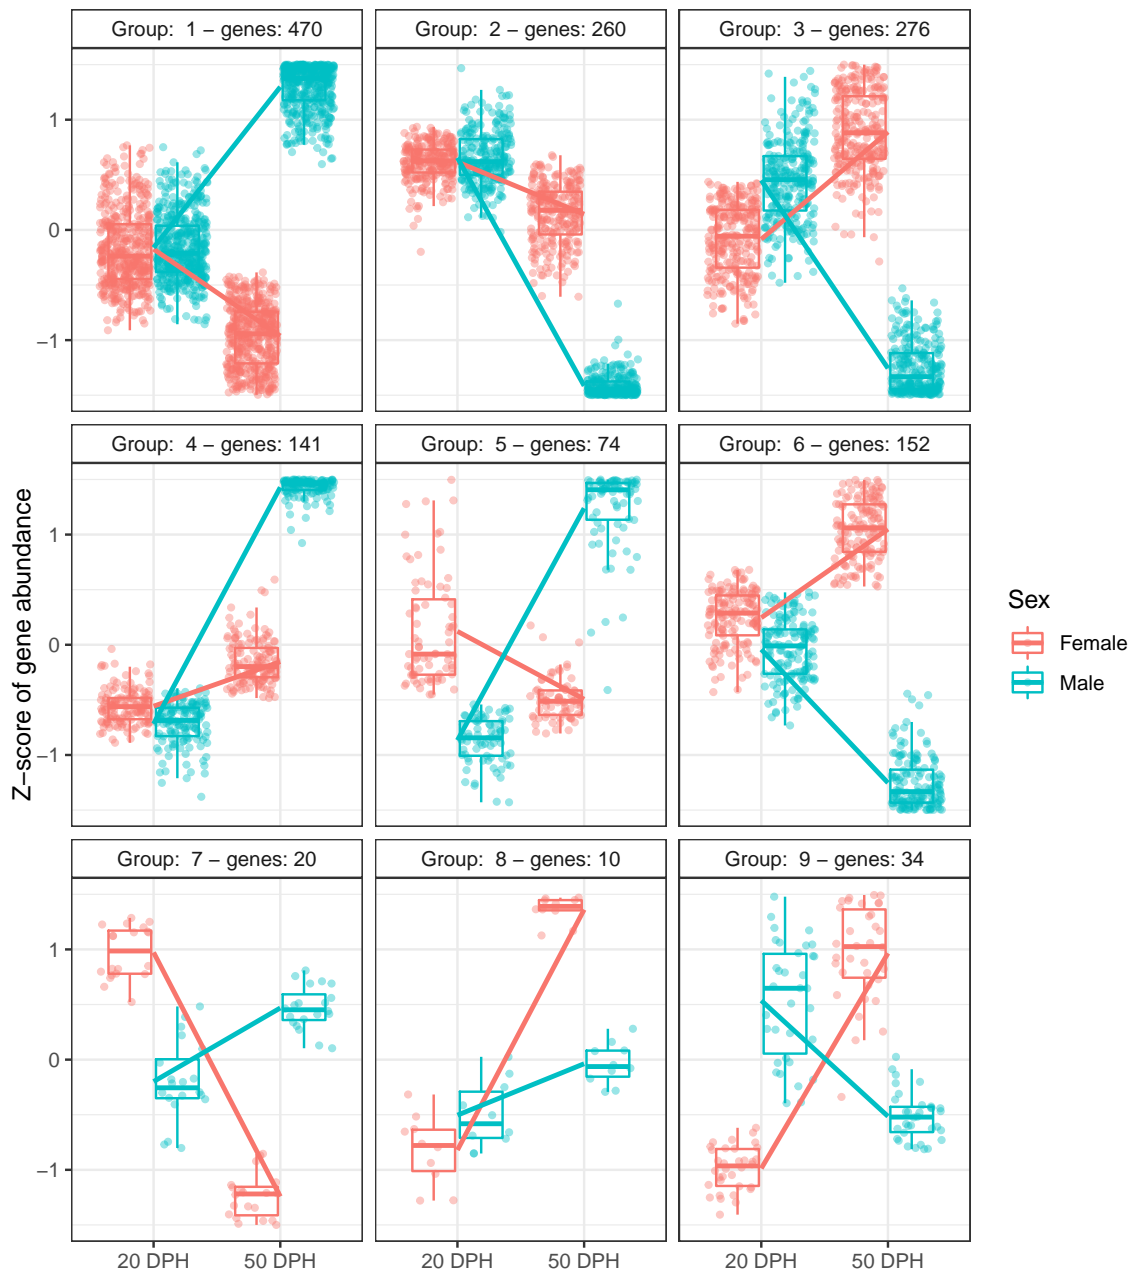 Group:  1 − genes: 470
Group:  2 − genes: 260
Group:  3 − genes: 276
1
0
−1
Group:  4 − genes: 141
Group:  5 − genes: 74
Group:  6 − genes: 152
1
0
−1
Z−score of gene abundance
Sex
Female
Male
Group:  7 − genes: 20
Group:  8 − genes: 10
Group:  9 − genes: 34
1
0
−1
20 DPH
50 DPH
20 DPH
50 DPH
20 DPH
50 DPH